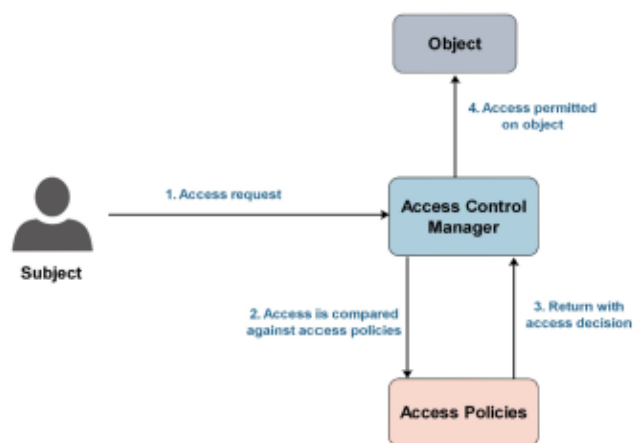 Object
4. Access permitted
on object
1. Access request
Access Control
Manager
Subject
2. Access is compared
against access policies
3. Return with
access decision
Access Policies